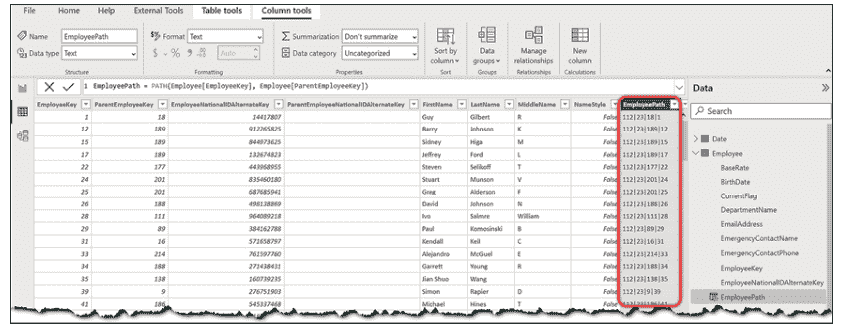 File Home Help External Tools Table tools Column tools
Name EmployeePath Format Text Summarization Don't summarize
Data type Text $ % Auto Data category Uncategorized
Sort by column Data groups Manage relationships New column
Structure Formatting Properties Sort Groups Relationships Calculations
1 EmployeePath = PATH(Employee[EmployeeKey], Employee[ParentEmployeeKey])
EmployeeKey ParentEmployeeKey EmployeeNationalIDAlternateKey ParentEmployeeNationalIDAlternateKey FirstName LastName MiddleName NameStyle EmployeePath
1 18 14417807 Guy Gilbert R False 112|23|18|1
12 189 912265825 Barry Johnson K False 112|23|189|12
15 189 844973625 Sidney Higa M False 112|23|189|15
17 189 132674823 Jeffrey Ford L False 112|23|189|17
22 177 443968955 Steven Selikoff T False 112|23|177|22
24 201 835460180 Stuart Munson V False 112|23|201|24
25 201 687685941 Greg Alderson F False 112|23|201|25
26 188 498138869 David Johnson N False 112|23|188|26
28 111 964089218 Ivo Salmre William False 112|23|111|28
29 89 384162788 Paul Komosinski B False 112|23|89|29
31 16 571658797 Kendall Keil C False 112|23|16|31
33 214 761597760 Alejandro McGuel E False
34 188 271438431 Garrett Young R False 112|23|188|34
35 138 160739235 Jian Shuo Wang False 112|23|138|35
39 9 276751903 Simon Rapier D False 112|23|9|39
41 186 545337468 Michael Hines T
Data
Search
Date
Employee
BaseRate
BirthDate
CurrentFlag
DepartmentName
EmailAddress
EmergencyContactName
EmergencyContactPhone
EmployeeKey
EmployeeNationalIDAlternateKey
EmployeePath